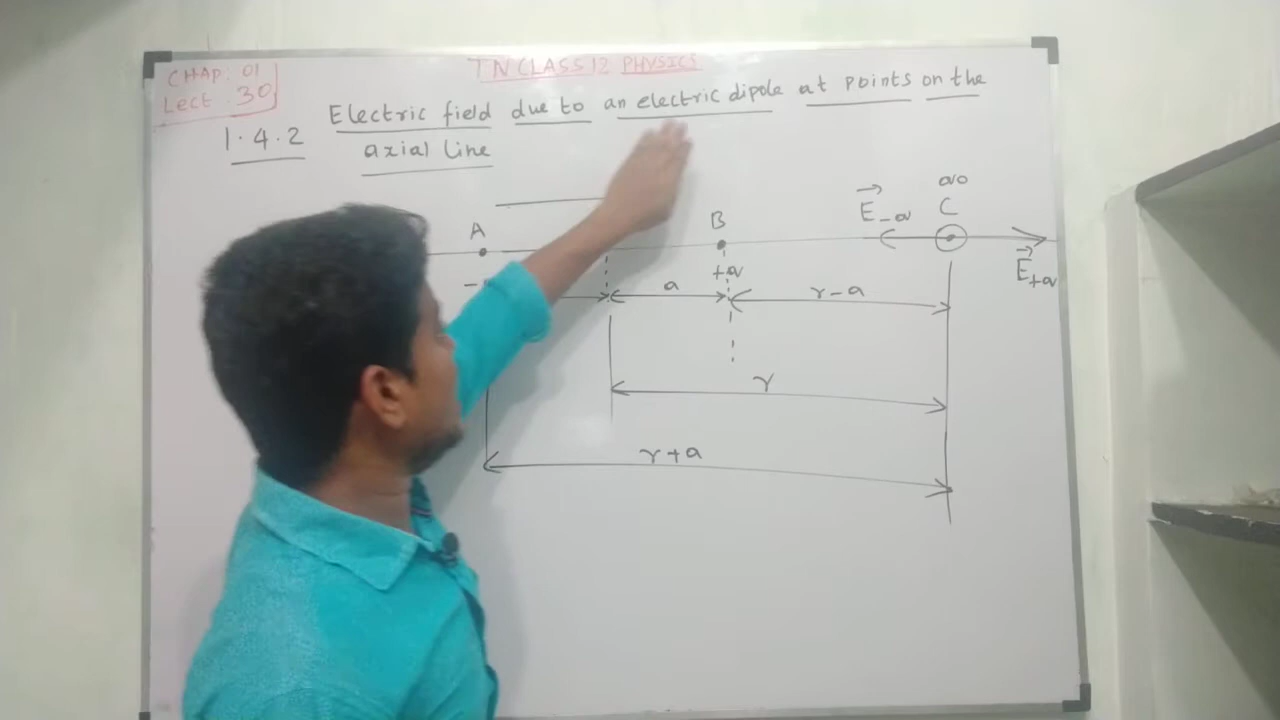 CHAP: 01
Lect: 30
TN CLASS 12 PHYSICS
1.4.2 Electric field due to an electric dipole at points on the
axial line
A
B
C
+q
a
r-a
r
r+a